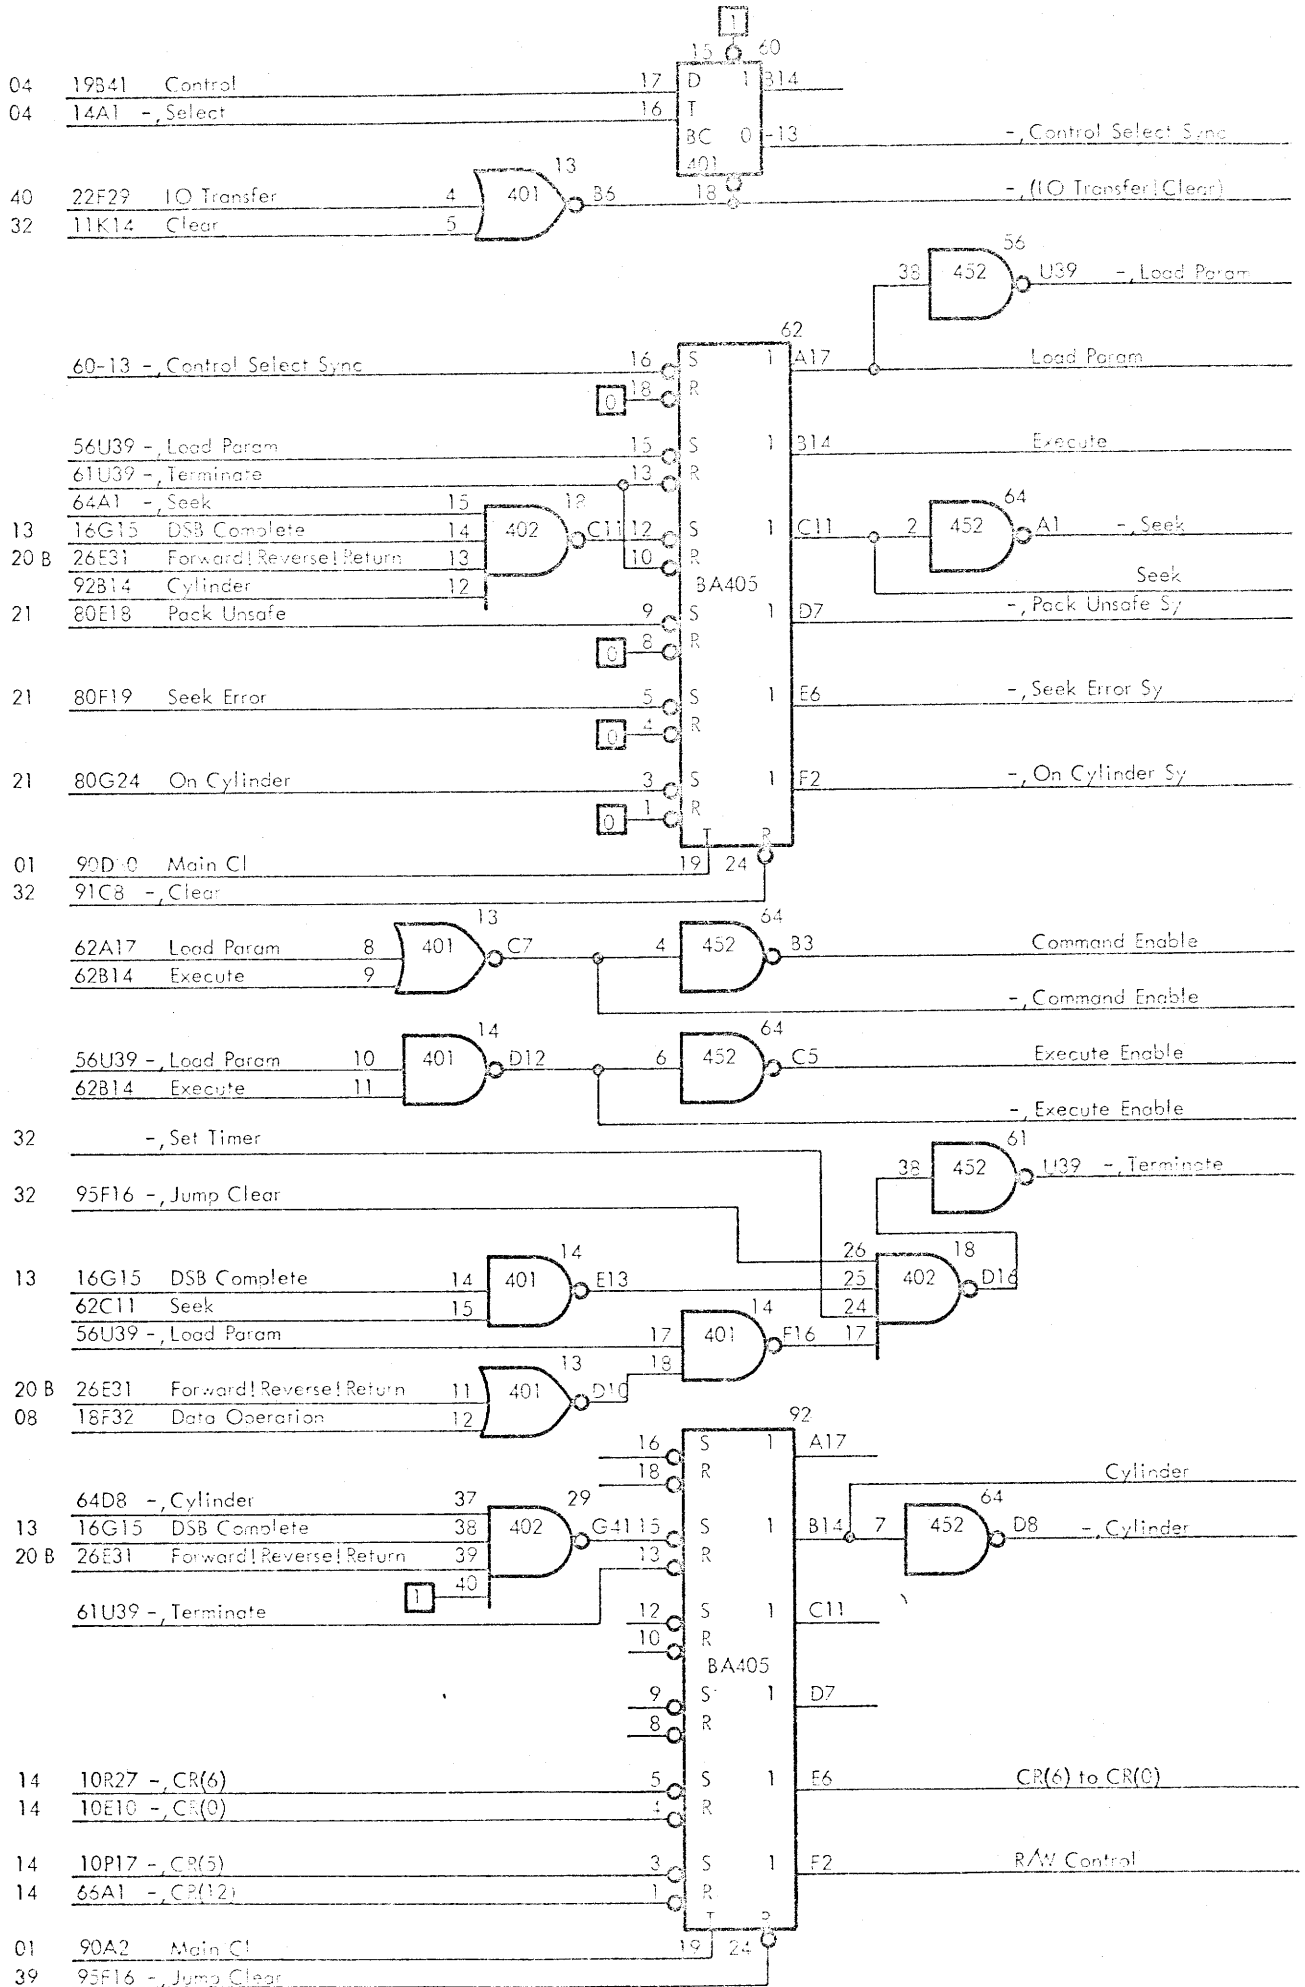 1
15 60
04 19B41 Control 17 D 1 B14
04 14A1 -,Select 16 T
BC 0 -13 -,Control Select Sync
401
13
40 22F29 IO Transfer 4 401 B6 18 -,(IO Transfer!Clear)
32 11K14 Clear 5
56
38 452 U39 -,Load Param
62
60-13 -,Control Select Sync 16 S 1 A17 Load Param
0 18 R
56U39 -,Load Param 15 S 1 B14 Execute
61U39 -,Terminate 13 R
64A1 -,Seek 15 18 64
13 16G15 DSB Complete 14 402 C11 12 S 1 C11 2 452 A1 -,Seek
20 B 26E31 Forward!Reverse!Return 13 10 R
92B14 Cylinder 12 BA405 Seek
21 80E18 Pack Unsafe 9 S 1 D7 -,Pack Unsafe Sy
0 8 R
21 80F19 Seek Error 5 S 1 E6 -,Seek Error Sy
0 4 R
21 80G24 On Cylinder 3 S 1 F2 -,On Cylinder Sy
0 1 R
T R
01 Main Cl 19 24
32 91C8 -,Clear
13 64
62A17 Load Param 8 401 C7 4 452 B3 Command Enable
62B14 Execute 9
-,Command Enable
14 64
56U39 -,Load Param 10 401 D12 6 452 C5 Execute Enable
62B14 Execute 11
-,Execute Enable
32 -,Set Timer 61
38 452 U39 -,Terminate
32 95F16 -,Jump Clear
14 26 18
13 16G15 DSB Complete 14 401 E13 25 402 D16
62C11 Seek 15 14 24
56U39 -,Load Param 17 401 F16 17
13 18
20 B 26E31 Forward!Reverse!Return 11 401 D10
08 18F32 Data Operation 12
92
16 S 1 A17
18 R Cylinder
64D8 -,Cylinder 37 29 64
13 16G15 DSB Complete 38 402 G41 15 S 1 B14 7 452 D8 -,Cylinder
20 B 26E31 Forward!Reverse!Return 39 13 R
1 40
61U39 -,Terminate 12 S 1 C11
10 R
BA405
9 S 1 D7
8 R
14 10R27 -,CR(6) 5 S 1 E6 CR(6) to CR(0)
14 10E10 -,CR(0) 4 R
14 10P17 -,CR(5) 3 S 1 F2 R/W Control
14 66A1 -,CR(12) 1 R
T R
01 90A2 Main Cl 19 24
39 95F16 -,Jump Clear